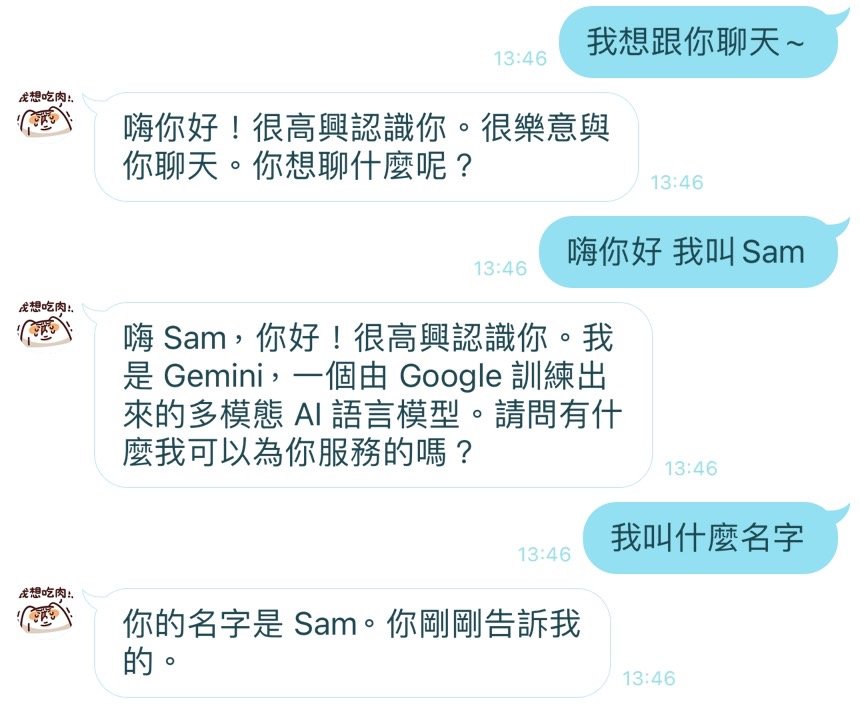 我想跟你聊天~
13:46
我想吃肉!.
嗨你好！很高興認識你。很樂意與
你聊天。你想聊什麼呢？
13:46
嗨你好 我叫Sam
13:46
我想吃肉!.
嗨 Sam，你好！很高興認識你。我
是 Gemini，一個由 Google 訓練出
來的多模態 AI 語言模型。請問有什
麼我可以為你服務的嗎？
13:46
我叫什麼名字
13:46
我想吃肉!.
你的名字是 Sam。你剛剛告訴我
的。
13:46